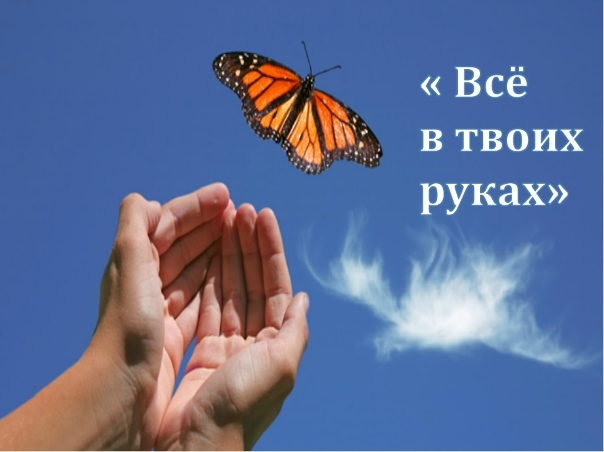 « Всё
в твоих
руках»